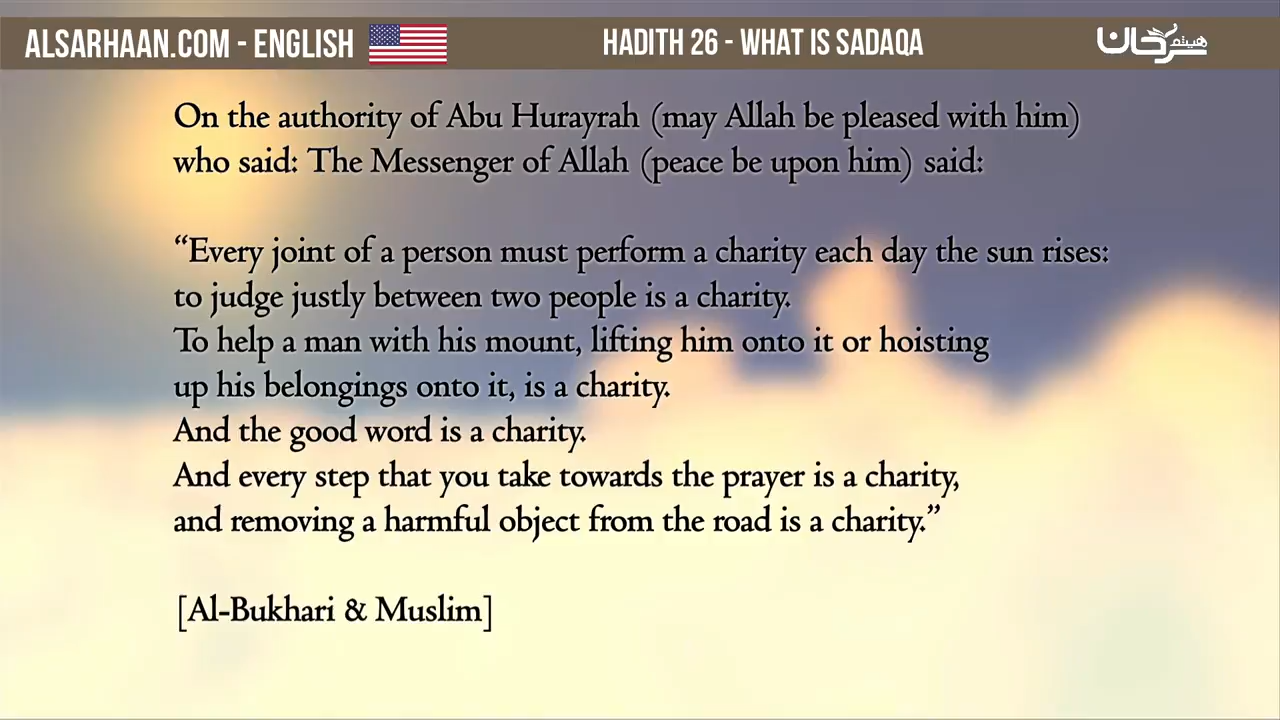 ALSARHAAN.COM - ENGLISH
HADITH 26 - WHAT IS SADAQA
هيثم سرحان
On the authority of Abu Hurayrah (may Allah be pleased with him)
who said: The Messenger of Allah (peace be upon him) said:
“Every joint of a person must perform a charity each day the sun rises:
to judge justly between two people is a charity.
To help a man with his mount, lifting him onto it or hoisting
up his belongings onto it, is a charity.
And the good word is a charity.
And every step that you take towards the prayer is a charity,
and removing a harmful object from the road is a charity.”
[Al-Bukhari & Muslim]